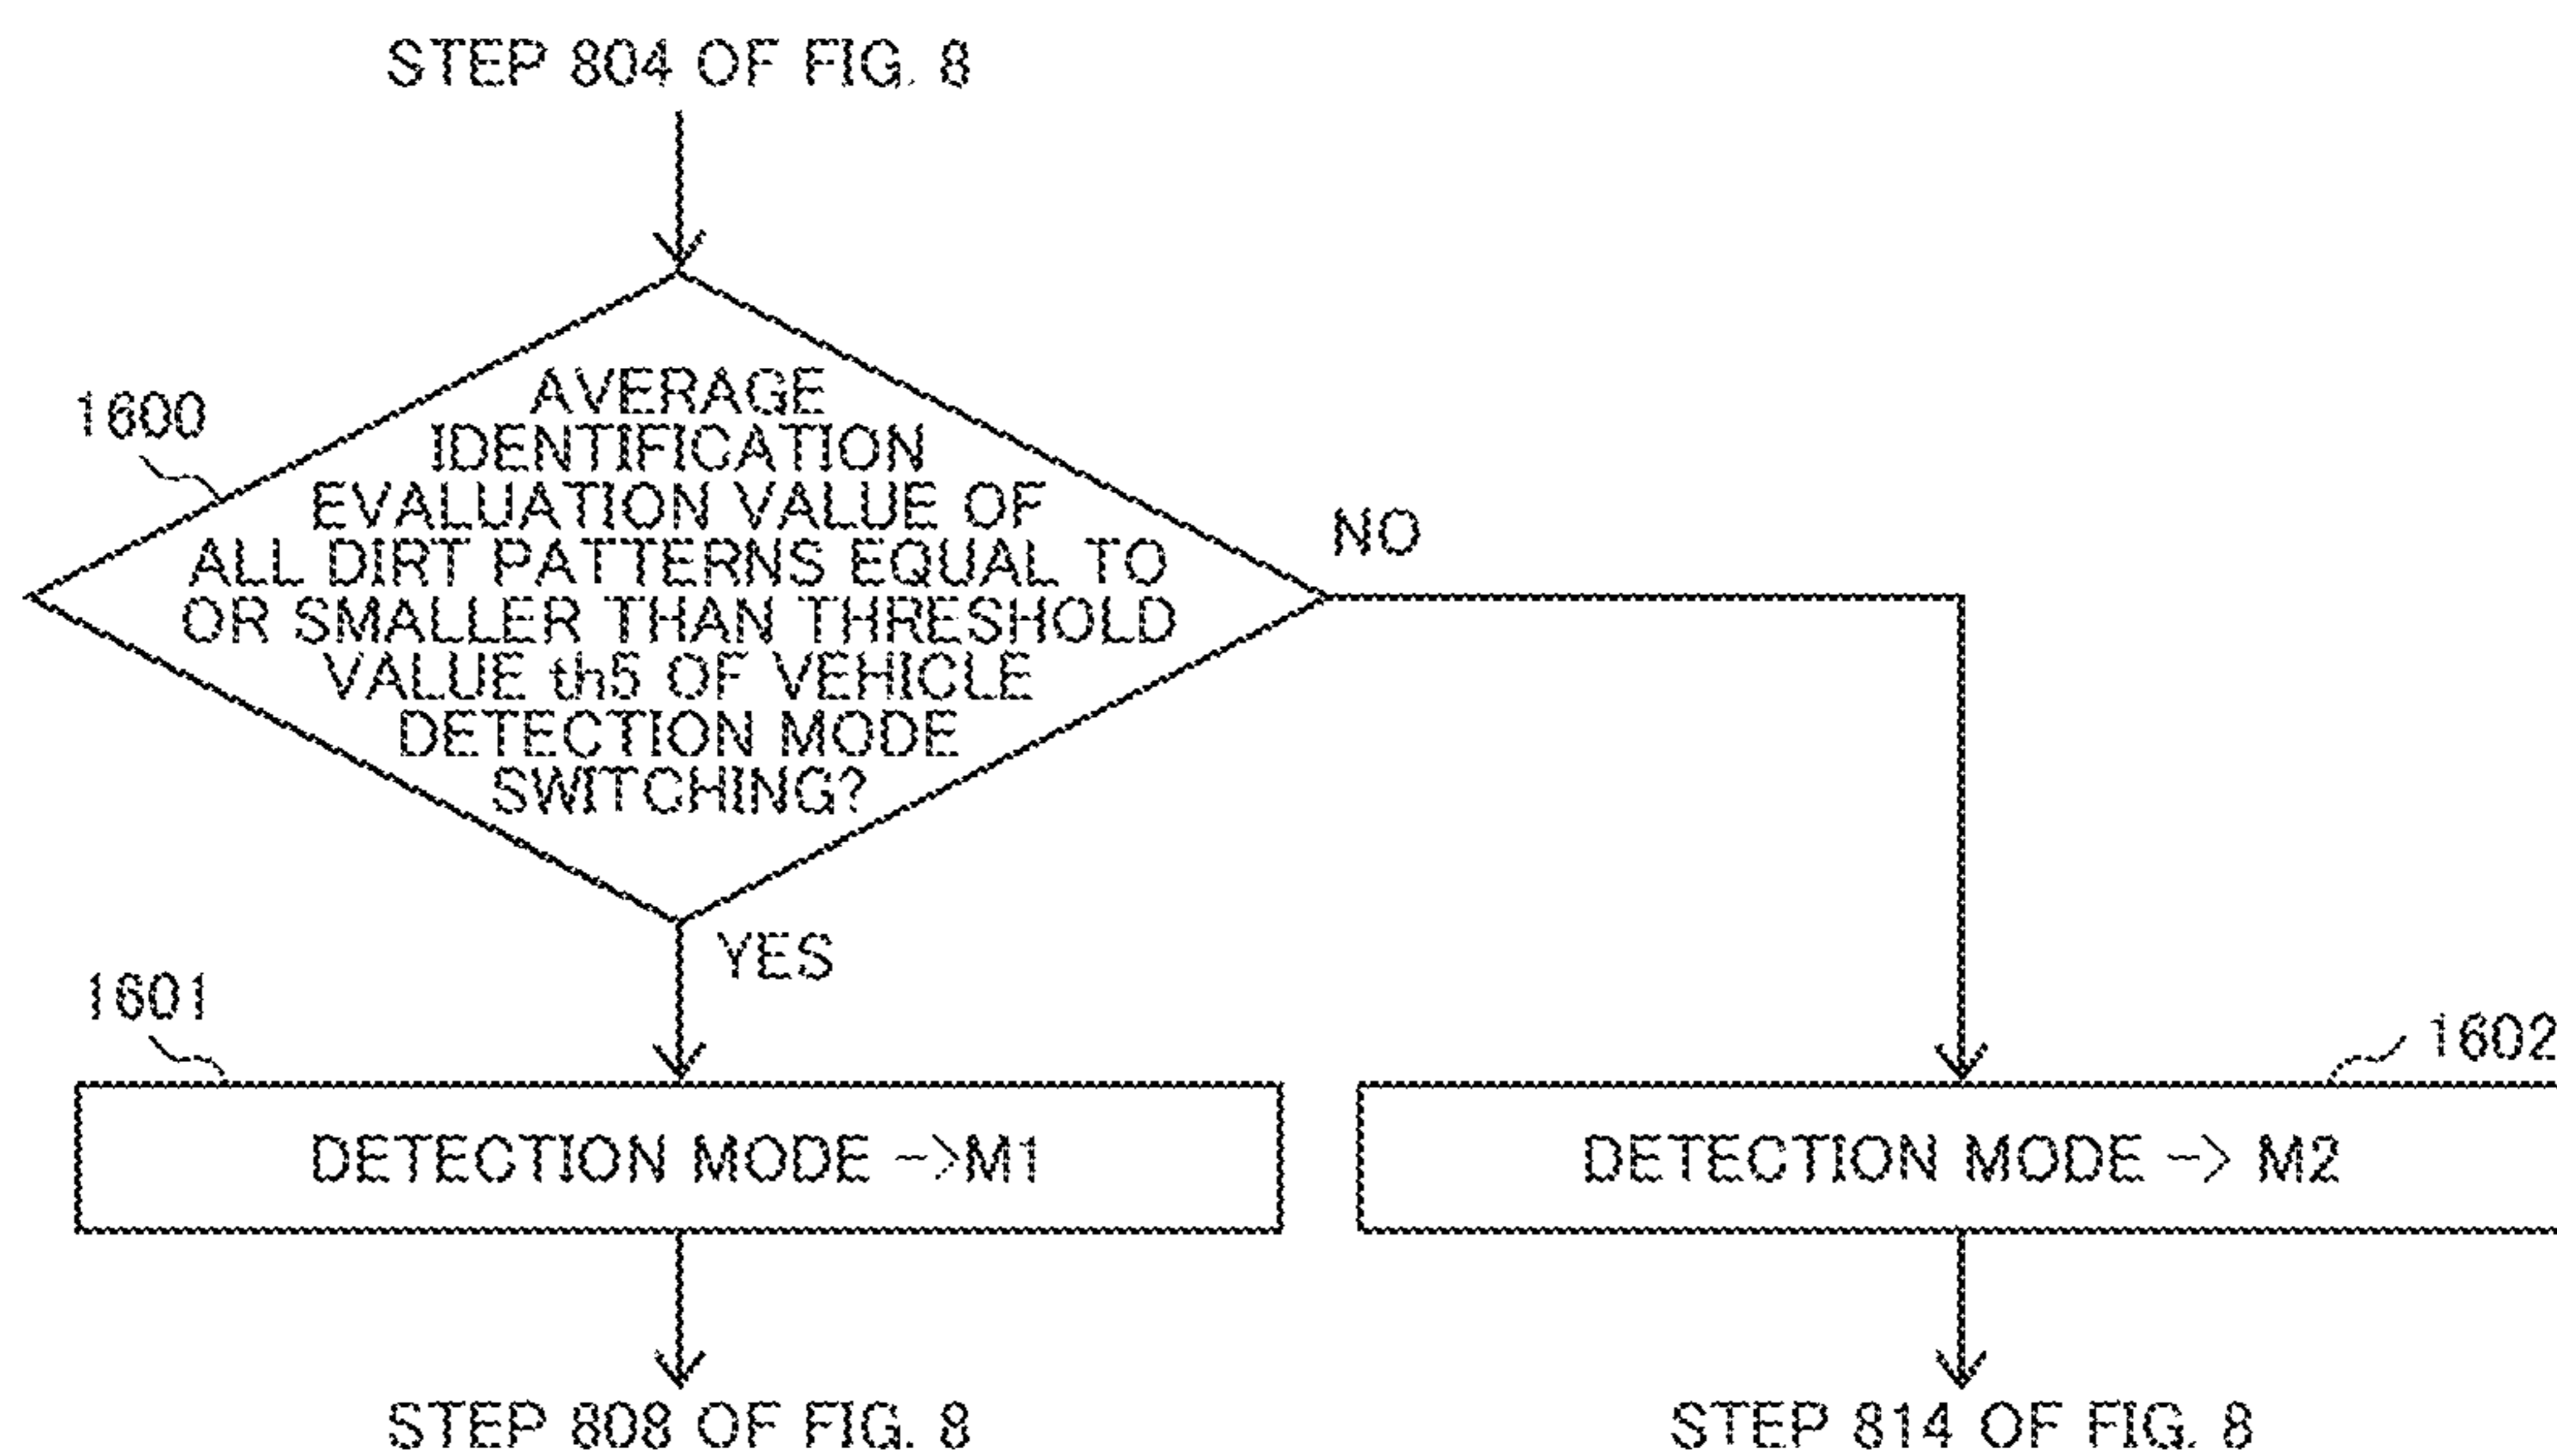 STEP 804 OF FIG. 8
1600
AVERAGE
IDENTIFICATION
EVALUATION VALUE OF
ALL DIRT PATTERNS EQUAL TO
OR SMALLER THAN THRESHOLD
VALUE th5 OF VEHICLE
DETECTION MODE
SWITCHING?
NO
YES
1601
DETECTION MODE ->M1
1602
DETECTION MODE -> M2
STEP 808 OF FIG. 8
STEP 814 OF FIG. 8